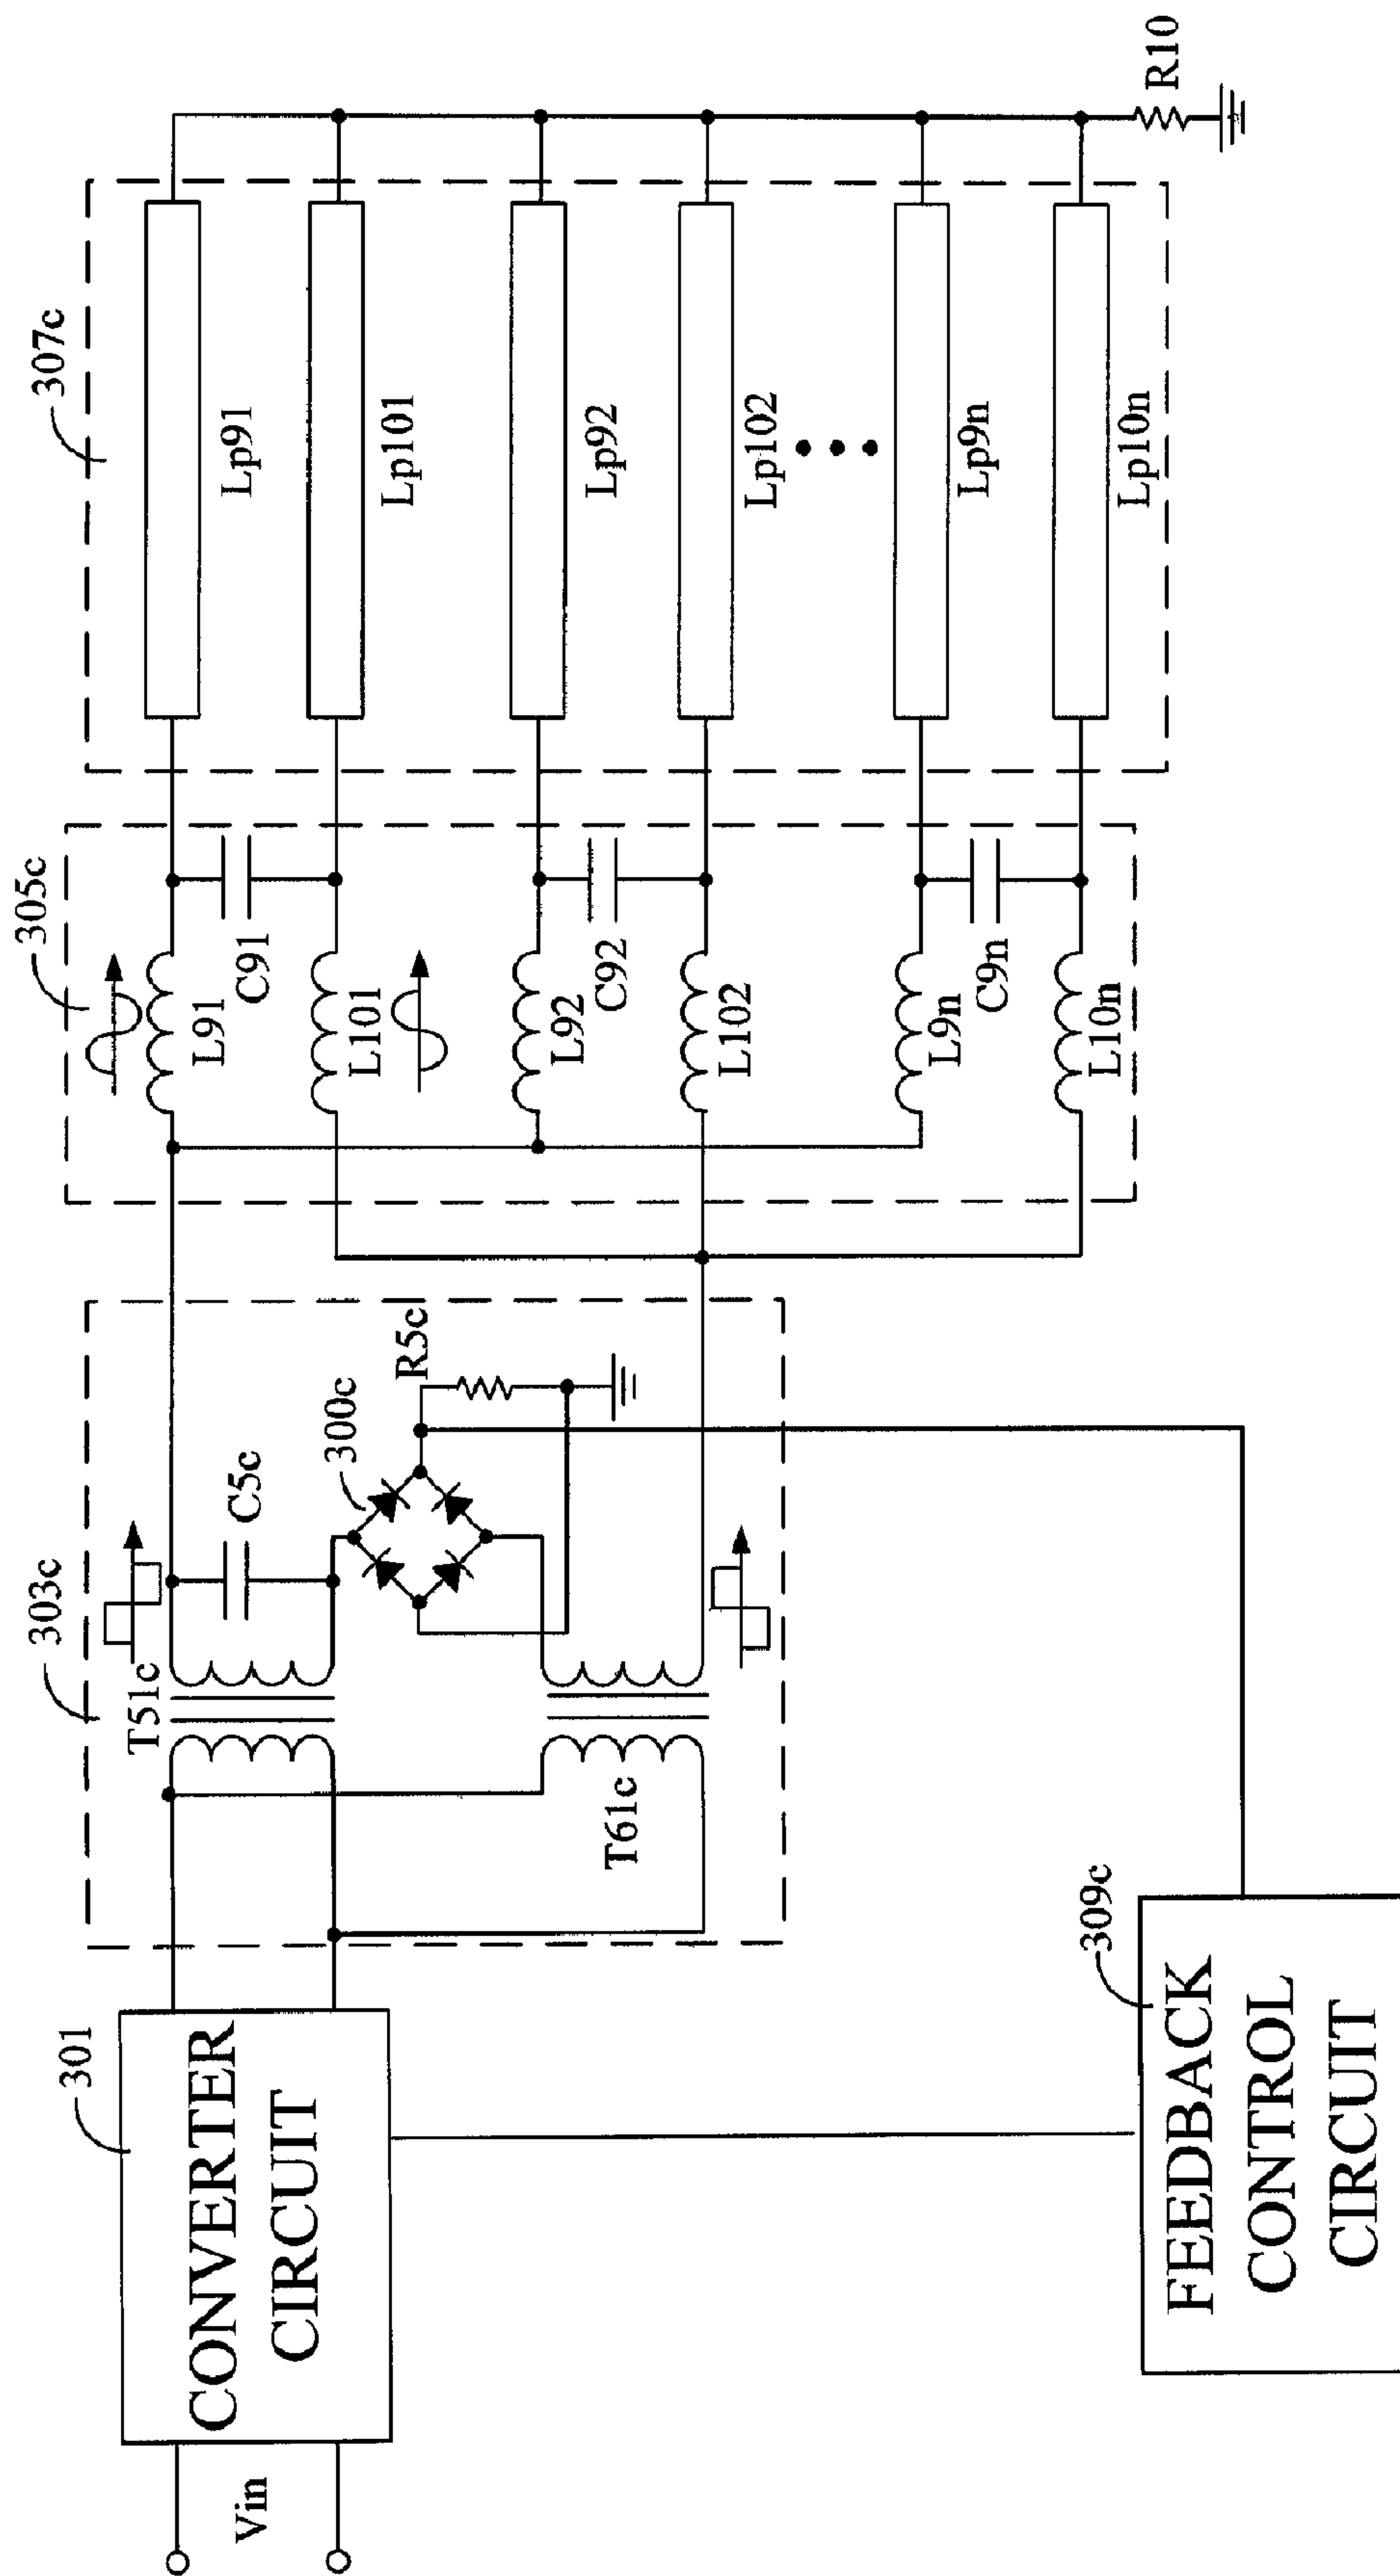 301
CONVERTER
CIRCUIT
Vin
303c
T51c
T61c
C5c
300c
R5c
305c
L91
C91
L101
L92
C92
L102
L9n
C9n
L10n
307c
Lp91
Lp101
Lp92
Lp102
Lp9n
Lp10n
R10
309c
FEEDBACK
CONTROL
CIRCUIT